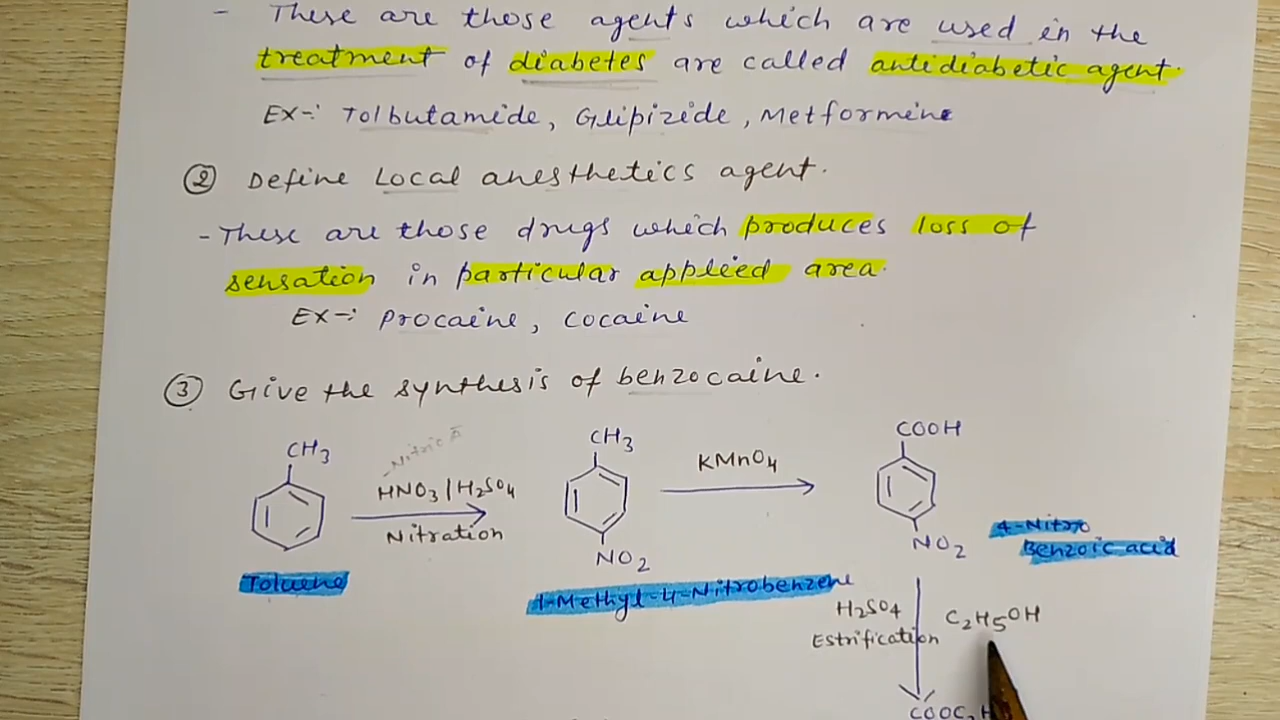 - These are those agents which are used in the
treatment of diabetes are called antidiabetic agent.
Ex-: Tolbutamide, Glipizide, Metformine
② Define Local anesthetics agent.
- These are those drugs which produces loss of
sensation in particular applied area.
Ex-: Procaine, Cocaine
③ Give the synthesis of benzocaine.
CH3
Nitric
HNO3/H2SO4
Nitration
Toluene
CH3
NO2
1-Methyl-4-Nitrobenzene
KMnO4
COOH
NO2
4-Nitro
Benzoic acid
H2SO4
Estrification
C2H5OH